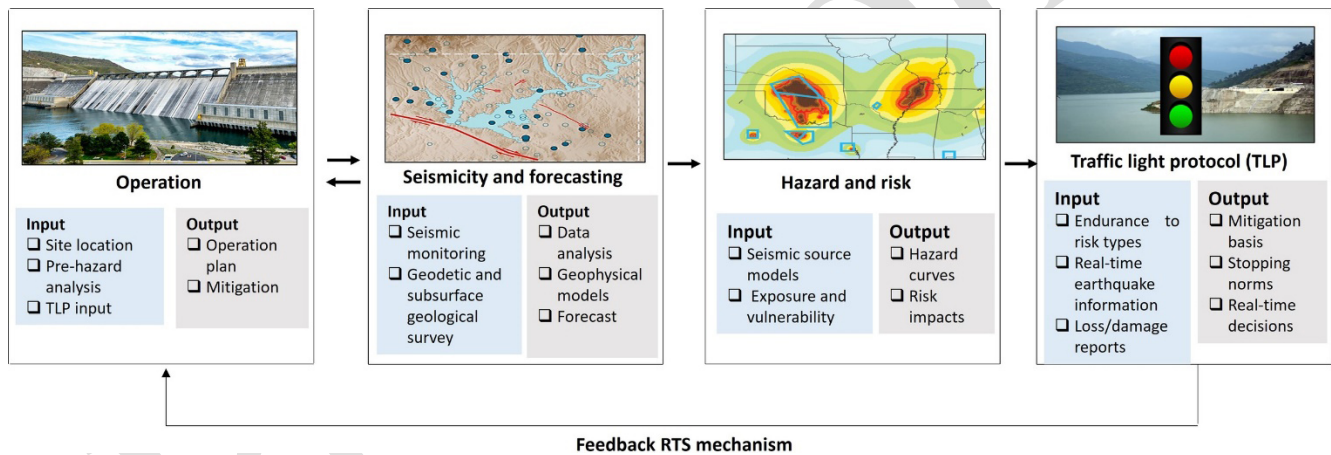 Operation
Input
❑ Site location
❑ Pre-hazard
analysis
❑ TLP input
Output
❑ Operation
plan
❑ Mitigation
Seismicity and forecasting
Input
❑ Seismic
monitoring
❑ Geodetic and
subsurface
geological
survey
Output
❑ Data
analysis
❑ Geophysical
models
❑ Forecast
Hazard and risk
Input
❑ Seismic source
models
❑ Exposure and
vulnerability
Output
❑ Hazard
curves
❑ Risk
impacts
Traffic light protocol (TLP)
Input
❑ Endurance to
risk types
❑ Real-time
earthquake
information
❑ Loss/damage
reports
Output
❑ Mitigation
basis
❑ Stopping
norms
❑ Real-time
decisions
Feedback RTS mechanism